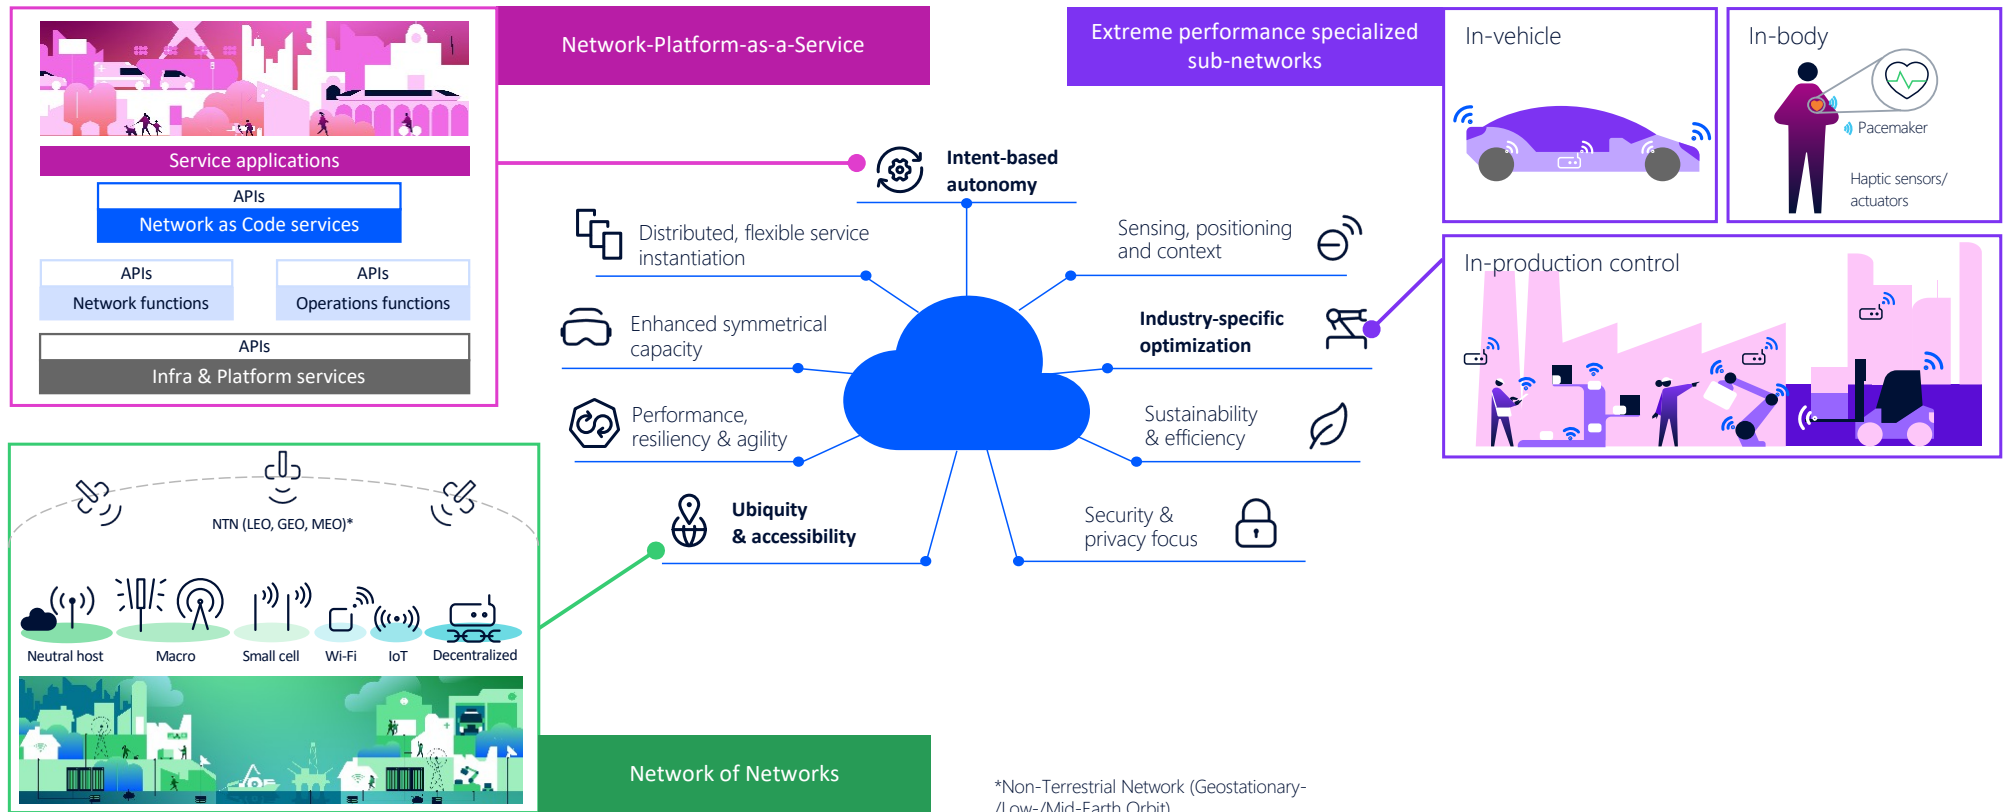 Network-Platform-as-a-Service
Service applications
APIs
Network as Code services
APIs
Network functions
APIs
Operations functions
APIs
Infra & Platform services
Extreme performance specialized
sub-networks
In-vehicle
In-body
Pacemaker
Haptic sensors/
actuators
In-production control
Intent-based
autonomy
Distributed, flexible service
instantiation
Sensing, positioning
and context
Enhanced symmetrical
capacity
Industry-specific
optimization
Performance,
resiliency & agility
Sustainability
& efficiency
Ubiquity
& accessibility
Security &
privacy focus
NTN (LEO, GEO, MEO)*
Neutral host
Macro
Small cell
Wi-Fi
IoT
Decentralized
Network of Networks
*Non-Terrestrial Network (Geostationary-
/Low-/Mid-Earth Orbit)